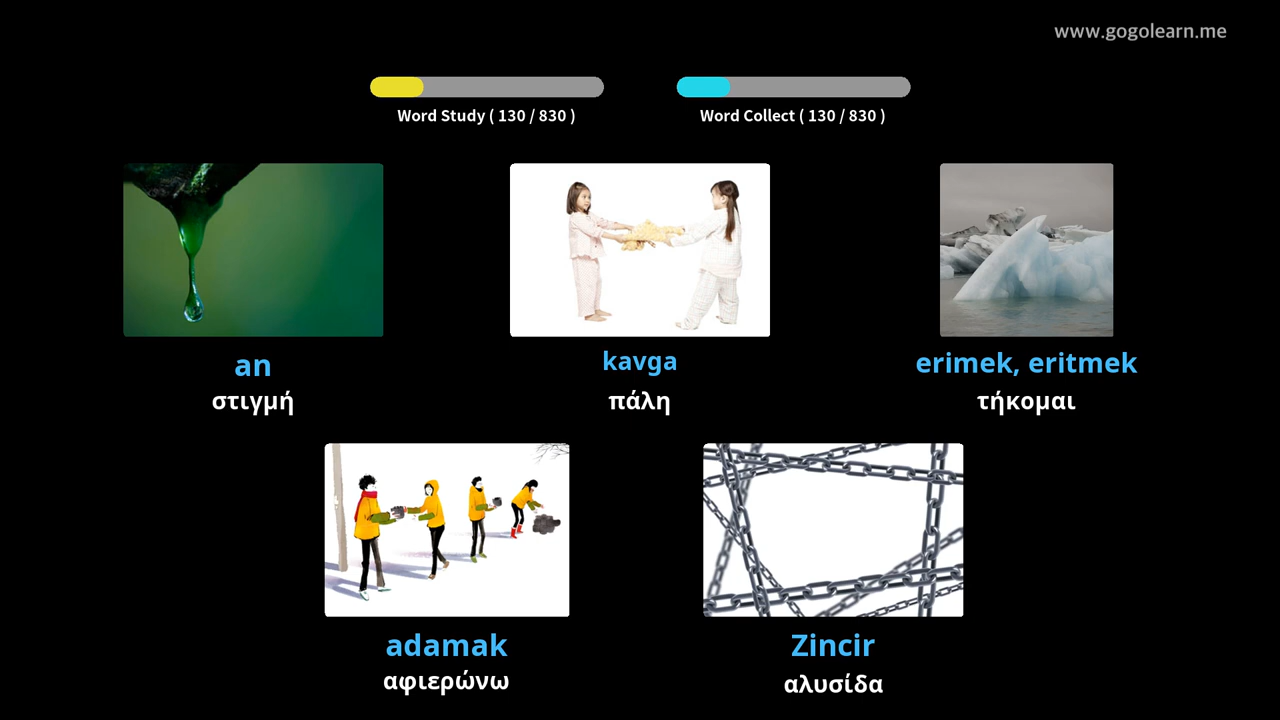 www.gogolearn.me
Word Study ( 130 / 830 )
Word Collect ( 130 / 830 )
an
στιγμή
kavga
πάλη
erimek, eritmek
τήκομαι
adamak
αφιερώνω
Zincir
αλυσίδα